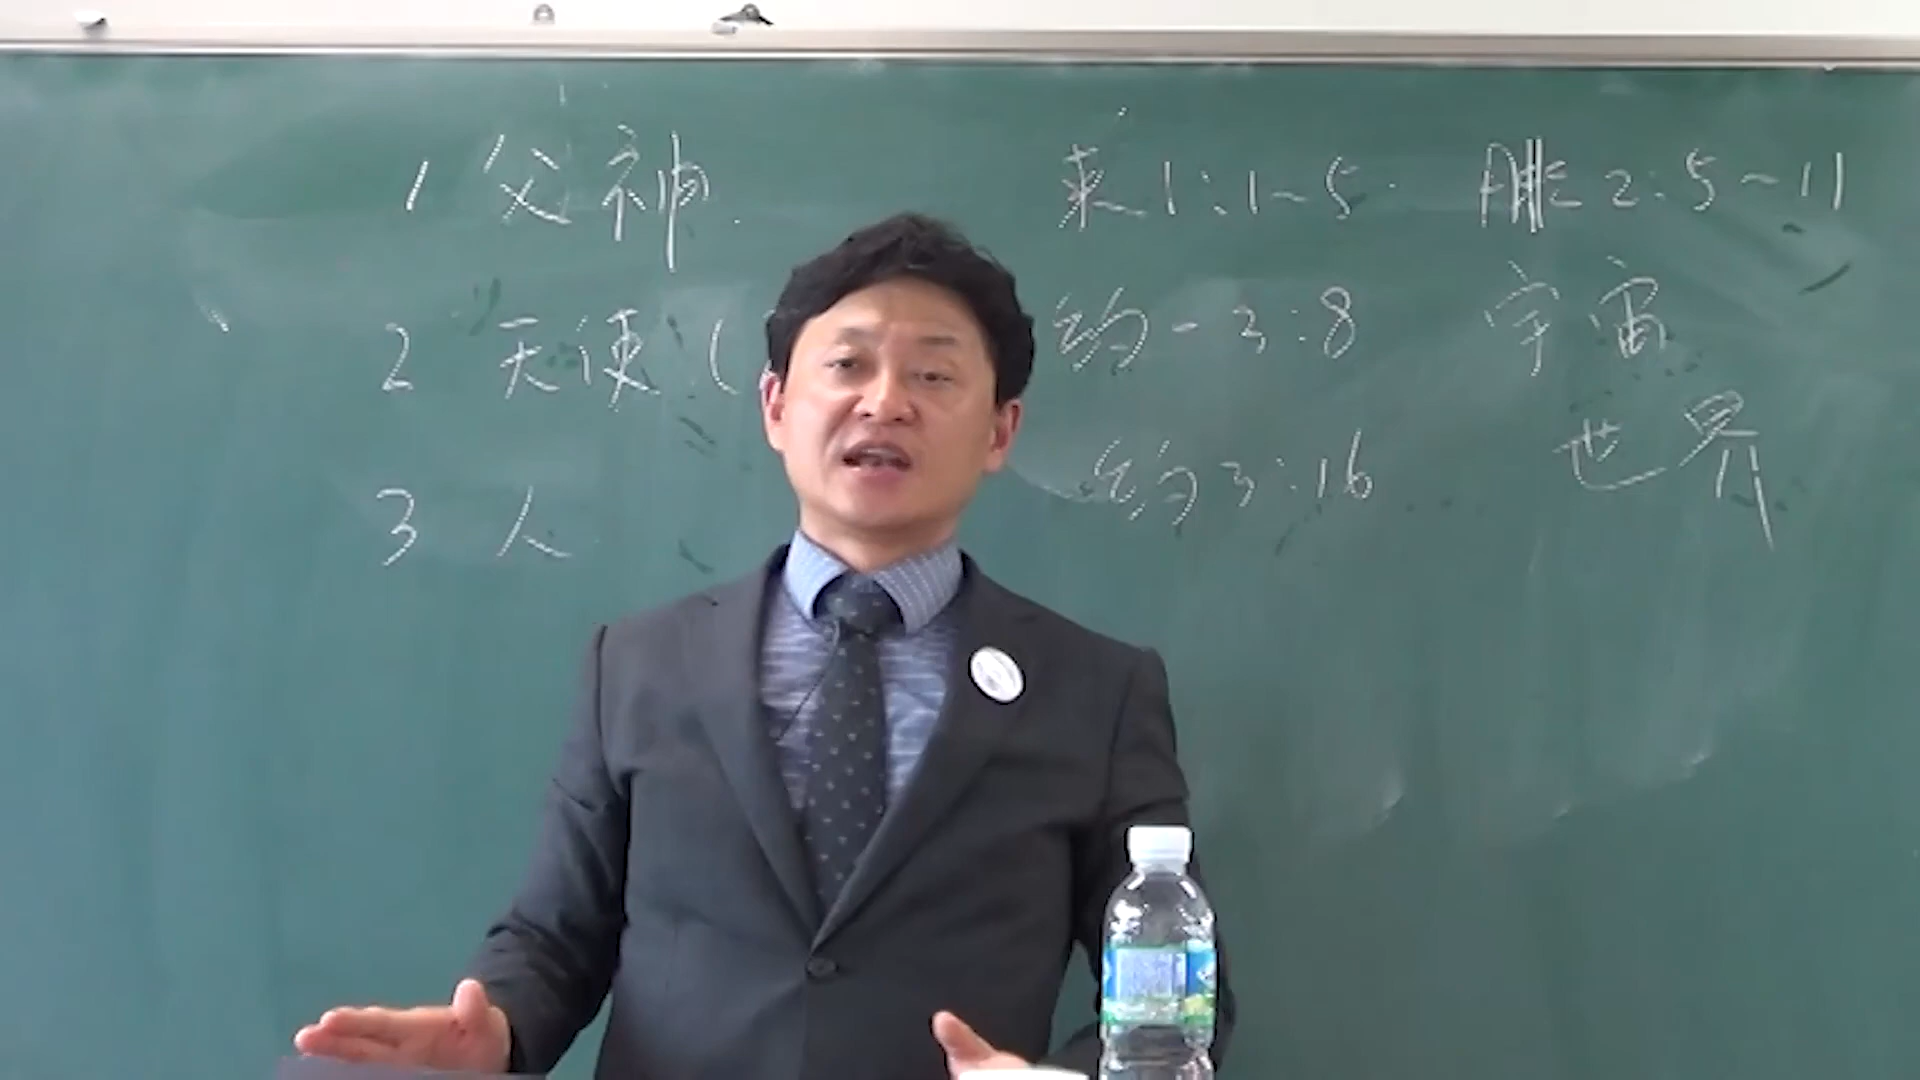 1 父神. 来1:1~5. 腓2:5~11
2 天使( 约一3:8 宇宙
约3:16 世界
3 人